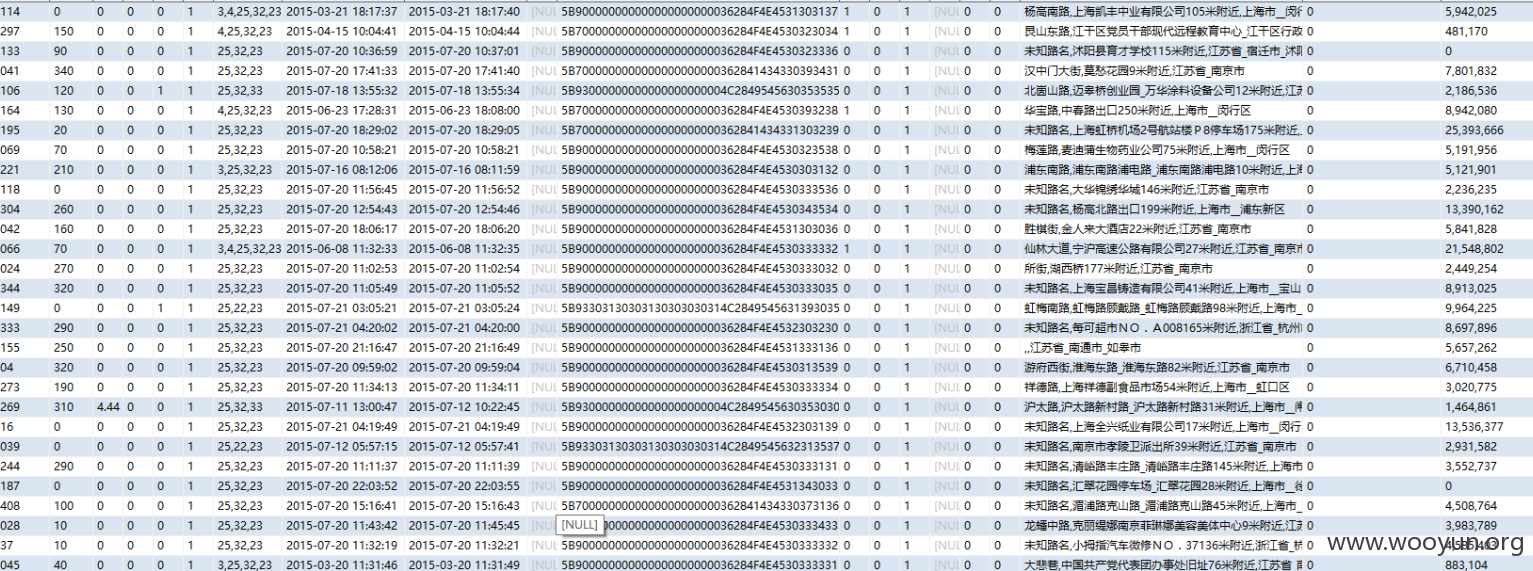 114 0 0 0 0 1 3,4,25,32,23 2015-03-21 18:17:37 2015-03-21 18:17:40 [NUL 5B900000000000000000000036284F4E4531303137 1 0 1 [NUL 0 0 杨高南路,上海凯丰中业有限公司105米附近,上海市__闵行 0 5,942,025
297 150 0 0 0 1 4,25,32,23 2015-04-15 10:04:41 2015-04-15 10:04:44 [NUL 5B700000000000000000000036284F4E4530323034 1 0 1 [NUL 0 0 艮山东路,江干区党员干部现代远程教育中心_江干区行政 0 481,170
133 90 0 0 0 1 25,32,23 2015-07-20 10:36:59 2015-07-20 10:37:01 [NUL 5B900000000000000000000036284F4E4530323336 0 0 1 [NUL 0 0 未知路名,沭阳县育才学校115米附近,江苏省_宿迁市_沭阳 0 0
041 340 0 0 0 1 25,32,23 2015-07-20 17:41:33 2015-07-20 17:41:40 [NUL 5B7000000000000000000000362841434330393431 0 0 1 [NUL 0 0 汉中门大街,莫愁花园9米附近,江苏省_南京市 0 7,801,832
106 120 0 0 1 1 25,32,33 2015-07-18 13:55:32 2015-07-18 13:55:34 [NUL 5B93000000000000000000004C2849545630353535 0 0 1 [NUL 0 0 北崮山路,迈皋桥创业园_万华涂料设备公司12米附近,江苏 0 2,186,536
164 130 0 0 0 1 4,25,32,23 2015-06-23 17:28:31 2015-06-23 18:08:00 [NUL 5B7000000000000000000000362841434330393238 1 0 1 [NUL 0 0 华宝路,中春路出口250米附近,上海市__闵行区 0 8,942,080
195 20 0 0 0 1 25,32,23 2015-07-20 18:29:02 2015-07-20 18:29:05 [NUL 5B7000000000000000000000362841434331303239 0 0 1 [NUL 0 0 未知路名,上海虹桥机场2号航站楼Ｐ8停车场175米附近,. 0 25,393,666
069 70 0 0 0 1 25,32,23 2015-07-20 10:58:21 2015-07-20 10:58:21 [NUL 5B900000000000000000000036284F4E4530323538 0 0 1 [NUL 0 0 梅莲路,麦迪蒲生物药业公司75米附近,上海市__闵行区 0 5,191,956
221 210 0 0 0 1 3,25,32,23 2015-07-16 08:12:06 2015-07-16 08:11:59 [NUL 5B900000000000000000000036284F4E4530303132 0 0 1 [NUL 0 0 浦东南路,浦东南路浦电路_浦东南路浦电路10米附近,上海 0 5,121,901
118 0 0 0 0 1 25,32,23 2015-07-20 11:56:45 2015-07-20 11:56:52 [NUL 5B900000000000000000000036284F4E4530333536 0 0 1 [NUL 0 0 未知路名,大华锦绣华城146米附近,江苏省_南京市 0 2,236,235
304 260 0 0 0 1 25,32,23 2015-07-20 12:54:43 2015-07-20 12:54:46 [NUL 5B900000000000000000000036284F4E4530343534 0 0 1 [NUL 0 0 未知路名,杨高北路出口199米附近,上海市__浦东新区 0 13,390,162
042 160 0 0 0 1 25,32,23 2015-07-20 18:06:17 2015-07-20 18:06:20 [NUL 5B900000000000000000000036284F4E4531303036 0 0 1 [NUL 0 0 胜棋街,金人来大酒店22米附近,江苏省_南京市 0 5,841,828
066 70 0 0 0 1 3,4,25,32,23 2015-06-08 11:32:33 2015-06-08 11:32:35 [NUL 5B900000000000000000000036284F4E4530333332 1 0 1 [NUL 0 0 仙林大道,宁沪高速公路有限公司27米附近,江苏省_南京市 0 21,548,802
024 270 0 0 0 1 25,32,23 2015-07-20 11:02:53 2015-07-20 11:02:54 [NUL 5B900000000000000000000036284F4E4530333032 0 0 1 [NUL 0 0 所街,湖西桥177米附近,江苏省_南京市 0 2,449,254
344 320 0 0 0 1 25,32,23 2015-07-20 11:05:49 2015-07-20 11:05:52 [NUL 5B900000000000000000000036284F4E4530333035 0 0 1 [NUL 0 0 未知路名,上海宝昌铸造有限公司41米附近,上海市__宝山 0 8,913,025
149 0 0 0 1 1 25,22,23 2015-07-21 03:05:21 2015-07-21 03:05:24 [NUL 5B93303130303130303030314C2849545631393035 0 0 1 [NUL 0 0 虹梅南路,虹梅路顾戴路_虹梅路顾戴路98米附近,上海市_ 0 9,964,225
333 290 0 0 0 1 25,32,23 2015-07-21 04:20:02 2015-07-21 04:20:00 [NUL 5B900000000000000000000036284F4E4532303230 0 0 1 [NUL 0 0 未知路名,每可超市ＮＯ．Ａ008165米附近,浙江省_杭州 0 8,697,896
155 250 0 0 0 1 25,32,23 2015-07-20 21:16:47 2015-07-20 21:16:49 [NUL 5B900000000000000000000036284F4E4531333136 0 0 1 [NUL 0 0 ,,江苏省_南通市_如皋市 0 5,657,262
04 320 0 0 0 1 25,32,23 2015-07-20 09:59:02 2015-07-20 09:59:04 [NUL 5B900000000000000000000036284F4E4530313539 0 0 1 [NUL 0 0 游府西街,淮海东路_淮海东路82米附近,江苏省_南京市 0 6,710,458
273 190 0 0 0 1 25,32,23 2015-07-20 11:34:13 2015-07-20 11:34:11 [NUL 5B900000000000000000000036284F4E4530333334 0 0 1 [NUL 0 0 祥德路,上海祥德副食品市场54米附近,上海市__虹口区 0 3,020,775
269 310 4.44 0 0 1 25,32,33 2015-07-11 13:00:47 2015-07-12 10:22:45 [NUL 5B93000000000000000000004C2849545630353030 0 0 1 [NUL 0 0 沪太路,沪太路新村路_沪太路新村路31米附近,上海市__闸 0 1,464,861
16 0 0 0 0 1 25,32,23 2015-07-21 04:19:49 2015-07-21 04:19:49 [NUL 5B900000000000000000000036284F4E4532303139 0 0 1 [NUL 0 0 未知路名,上海全兴纸业有限公司17米附近,上海市__闵行 0 13,536,377
039 0 0 0 0 1 25,22,23 2015-07-12 05:57:15 2015-07-12 05:57:41 [NUL 5B93303130303130303030314C2849545632313537 0 0 1 [NUL 0 0 未知路名,南京市孝陵卫派出所39米附近,江苏省_南京市 0 2,931,582
244 290 0 0 0 1 25,32,23 2015-07-20 11:11:37 2015-07-20 11:11:39 [NUL 5B900000000000000000000036284F4E4530333131 0 0 1 [NUL 0 0 未知路名,清峪路丰庄路_清峪路丰庄路145米附近,上海市 0 3,552,737
187 0 0 0 0 1 25,32,23 2015-07-20 22:03:52 2015-07-20 22:03:55 [NUL 5B900000000000000000000036284F4E4531343033 0 0 1 [NUL 0 0 未知路名,汇翠花园停车场_汇翠花园28米附近,上海市__徐 0 0
408 100 0 0 0 1 25,32,23 2015-07-20 15:16:41 2015-07-20 15:16:43 [NUL 5B7000000000000000000000362841434330373136 0 0 1 [NUL 0 0 未知路名,湄浦路克山路_湄浦路克山路45米附近,上海市_ 0 4,508,764
028 10 0 0 0 1 25,32,23 2015-07-20 11:43:42 2015-07-20 11:45:45 [NULL] 000000000000000036284F4E4530333433 0 0 1 [NUL 0 0 龙蟠中路,克丽缇娜南京菲琳娜美容美体中心9米附近,江苏 0 3,983,789
37 10 0 0 0 1 25,32,23 2015-07-20 11:32:19 2015-07-20 11:32:21 [NUL 5B900000000000000000000036284F4E4530333332 0 0 1 [NUL 0 0 未知路名,小拇指汽车微修ＮＯ．37136米附近,浙江省_杭 0
www.wooyun.org
045 40 0 0 0 1 3,25,32,23 2015-07-20 11:31:46 2015-07-20 11:31:49 [NUL 5B900000000000000000000036284F4E4530333330 0 0 1 [NUL 0 0 大悲巷,中国共产党代表团办事处旧址76米附近,江苏省_南 0 883,104